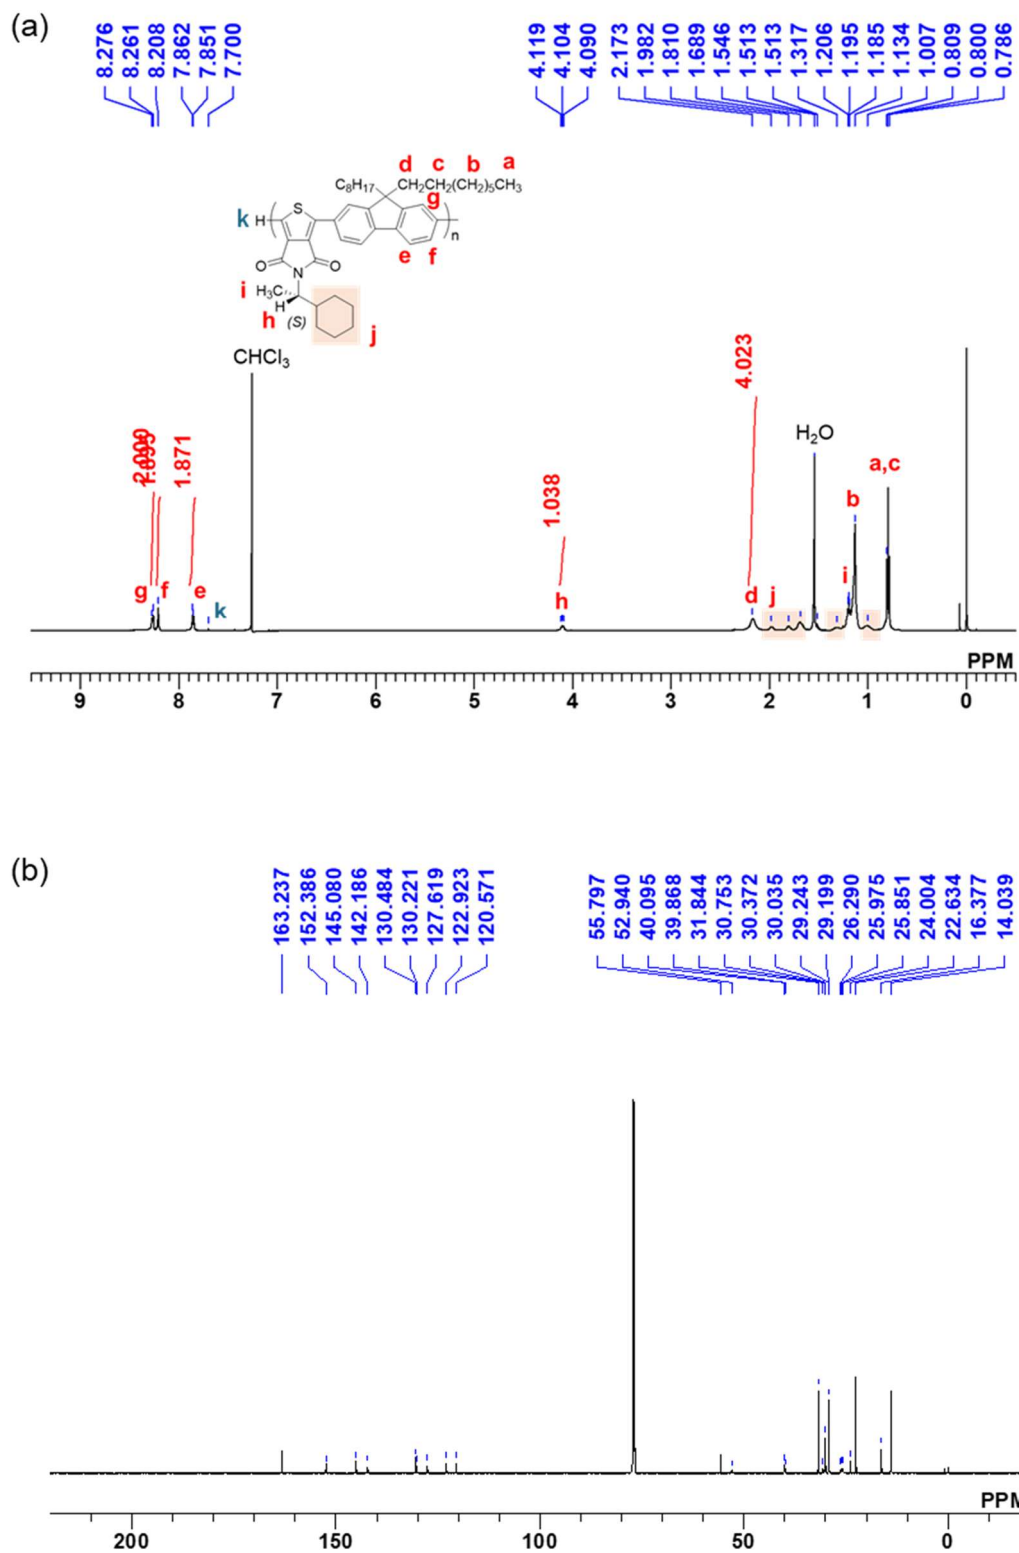 (a)
8.276 8.261 8.208 7.862 7.851 7.700 4.119 4.104 4.090 2.173 1.982 1.810 1.689 1.546 1.513 1.513 1.317 1.206 1.195 1.185 1.134 1.007 0.809 0.800 0.786
d c b a
C8H17 CH2CH2(CH2)5CH3
g
k H S n
e f
O N O
i H3C
h H (S) j
CHCl3
2.000 1.871 1.038 4.023
H2O
a,c
b
i
g f e k h d j
PPM
9 8 7 6 5 4 3 2 1 0
(b)
163.237 152.386 145.080 142.186 130.484 130.221 127.619 122.923 120.571 55.797 52.940 40.095 39.868 31.844 30.753 30.372 30.035 29.243 29.199 26.290 25.975 25.851 24.004 22.634 16.377 14.039
PPM
200 150 100 50 0